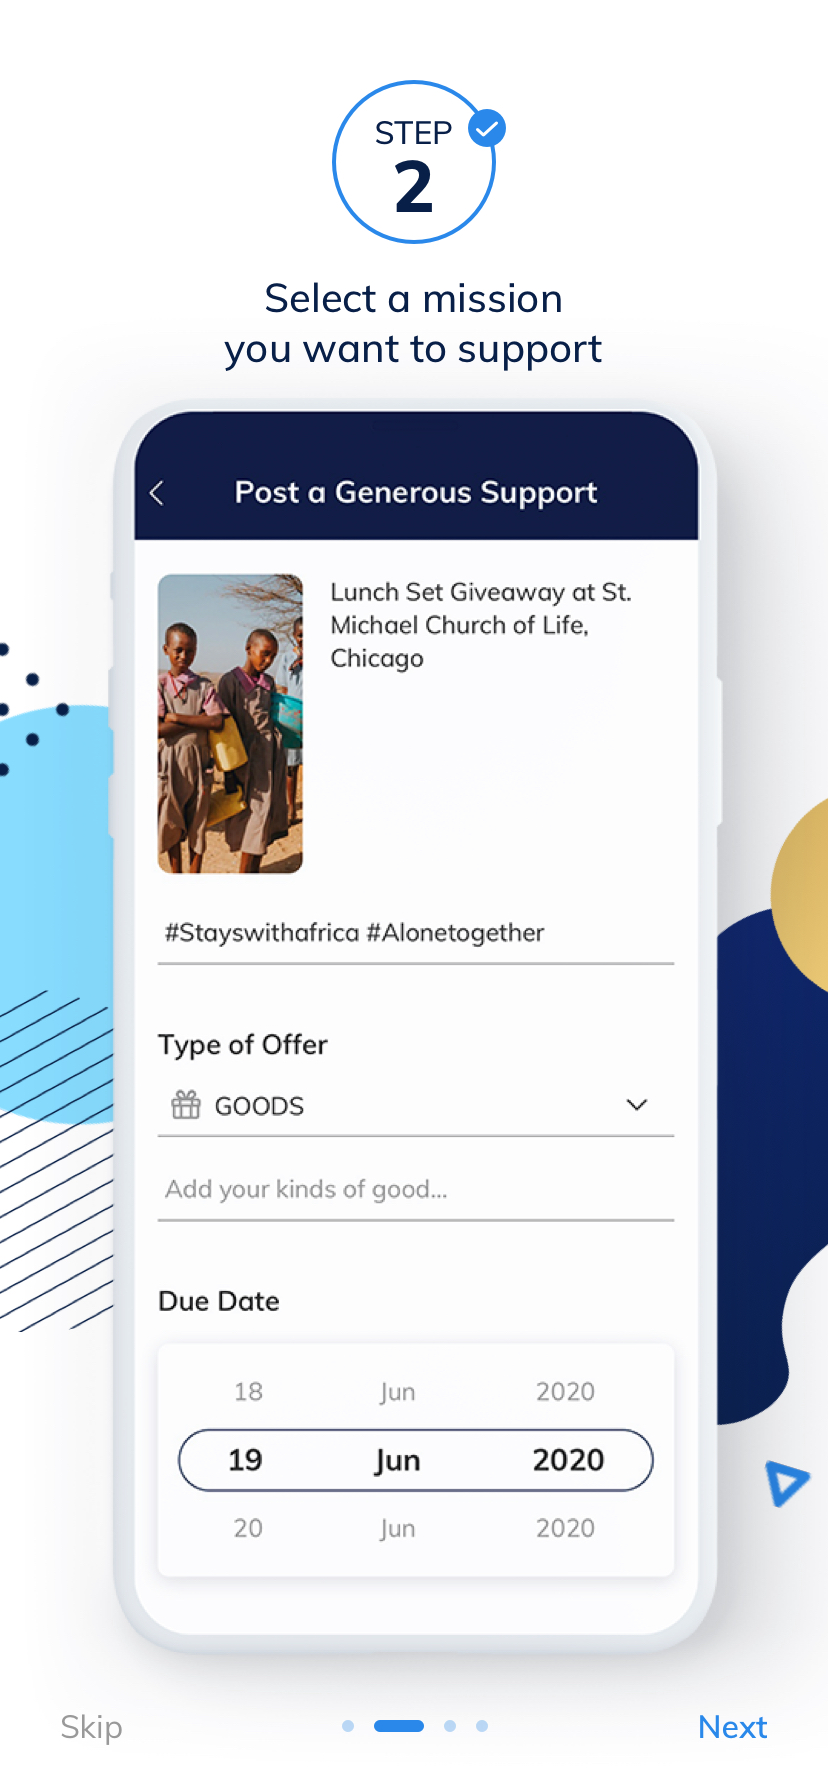 STEP
2
Select a mission
you want to support
Post a Generous Support
Lunch Set Giveaway at St.
Michael Church of Life,
Chicago
#Stayswithafrica #Alonetogether
Type of Offer
GOODS
Add your kinds of good...
Due Date
18 Jun 2020
19 Jun 2020
20 Jun 2020
Skip Next